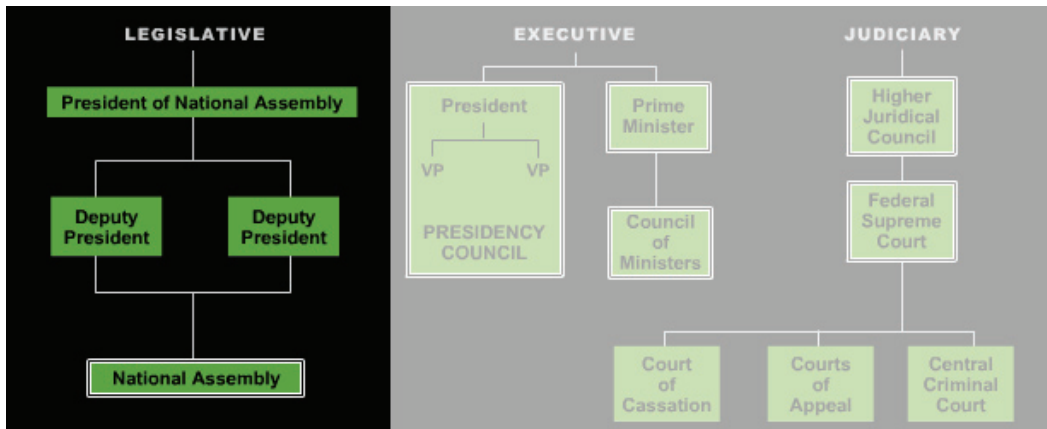 LEGISLATIVE
President of National Assembly
Deputy
President
Deputy
President
National Assembly
EXECUTIVE
President
VP
VP
PRESIDENCY
COUNCIL
Prime
Minister
Council
of
Ministers
JUDICIARY
Higher
Juridical
Council
Federal
Supreme
Court
Court
of
Cassation
Courts
of
Appeal
Central
Criminal
Court